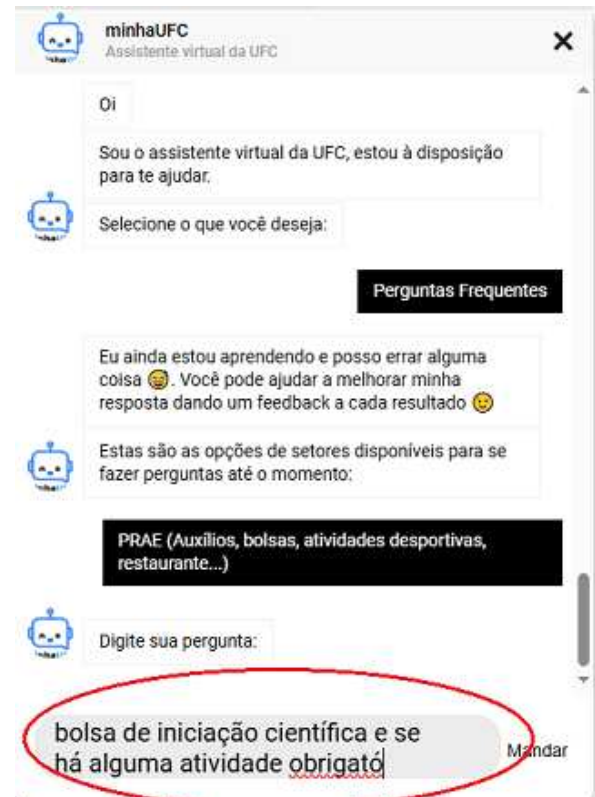 minhaUFC
Assistente virtual da UFC
Oi
Sou o assistente virtual da UFC, estou à disposição
para te ajudar.
Selecione o que você deseja:
Perguntas Frequentes
Eu ainda estou aprendendo e posso errar alguma
coisa 😅. Você pode ajudar a melhorar minha
resposta dando um feedback a cada resultado 😉
Estas são as opções de setores disponíveis para se
fazer perguntas até o momento:
PRAE (Auxílios, bolsas, atividades desportivas,
restaurante...)
Digite sua pergunta:
bolsa de iniciação científica e se
há alguma atividade obrigató
Mandar